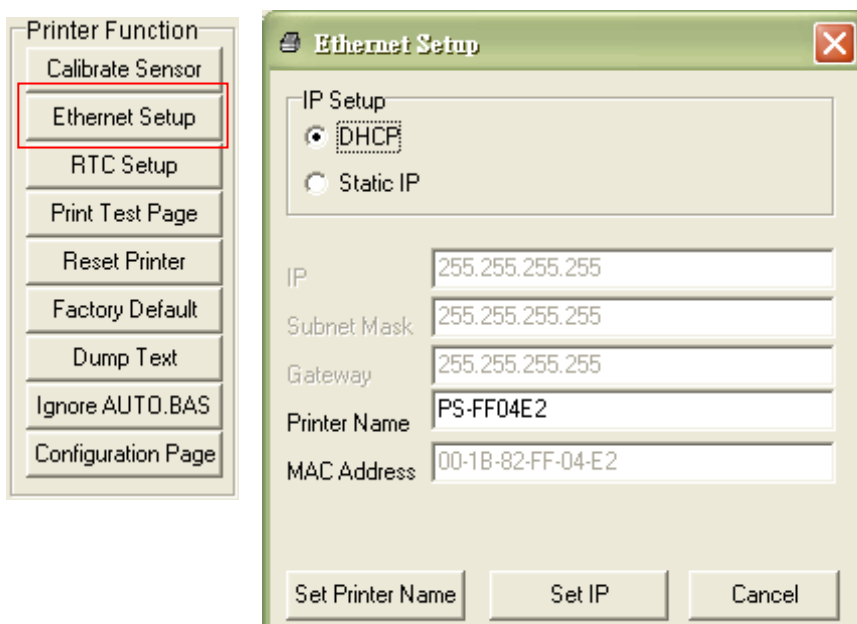 Printer Function
Calibrate Sensor
Ethernet Setup
RTC Setup
Print Test Page
Reset Printer
Factory Default
Dump Text
Ignore AUTO.BAS
Configuration Page
Ethernet Setup
IP Setup
DHCP
Static IP
IP 255.255.255.255
Subnet Mask 255.255.255.255
Gateway 255.255.255.255
Printer Name PS-FF04E2
MAC Address 00-1B-82-FF-04-E2
Set Printer Name Set IP Cancel